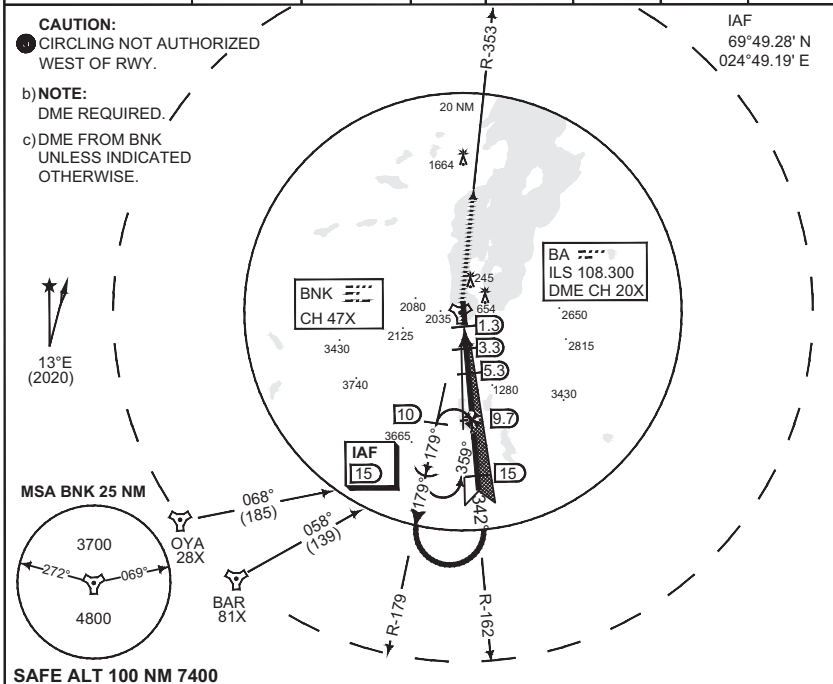 CAUTION:
CIRCLING NOT AUTHORIZED
WEST OF RWY.
b) NOTE:
DME REQUIRED.
c) DME FROM BNK
UNLESS INDICATED
OTHERWISE.
IAF
69°49.28' N
024°49.19' E
R-353
20 NM
1664
BA
ILS 108.300
DME CH 20X
BNK
CH 47X
245
654
2080
2035
2125
3430
3740
3665
2650
2815
3430
1280
1.3
3.3
5.3
9.7
10
15
IAF
15
179°
359°
179°
342°
13°E
(2020)
MSA BNK 25 NM
3700
272°
069°
4800
068°
(185)
OYA
28X
058°
(139)
BAR
81X
R-179
R-162
SAFE ALT 100 NM 7400